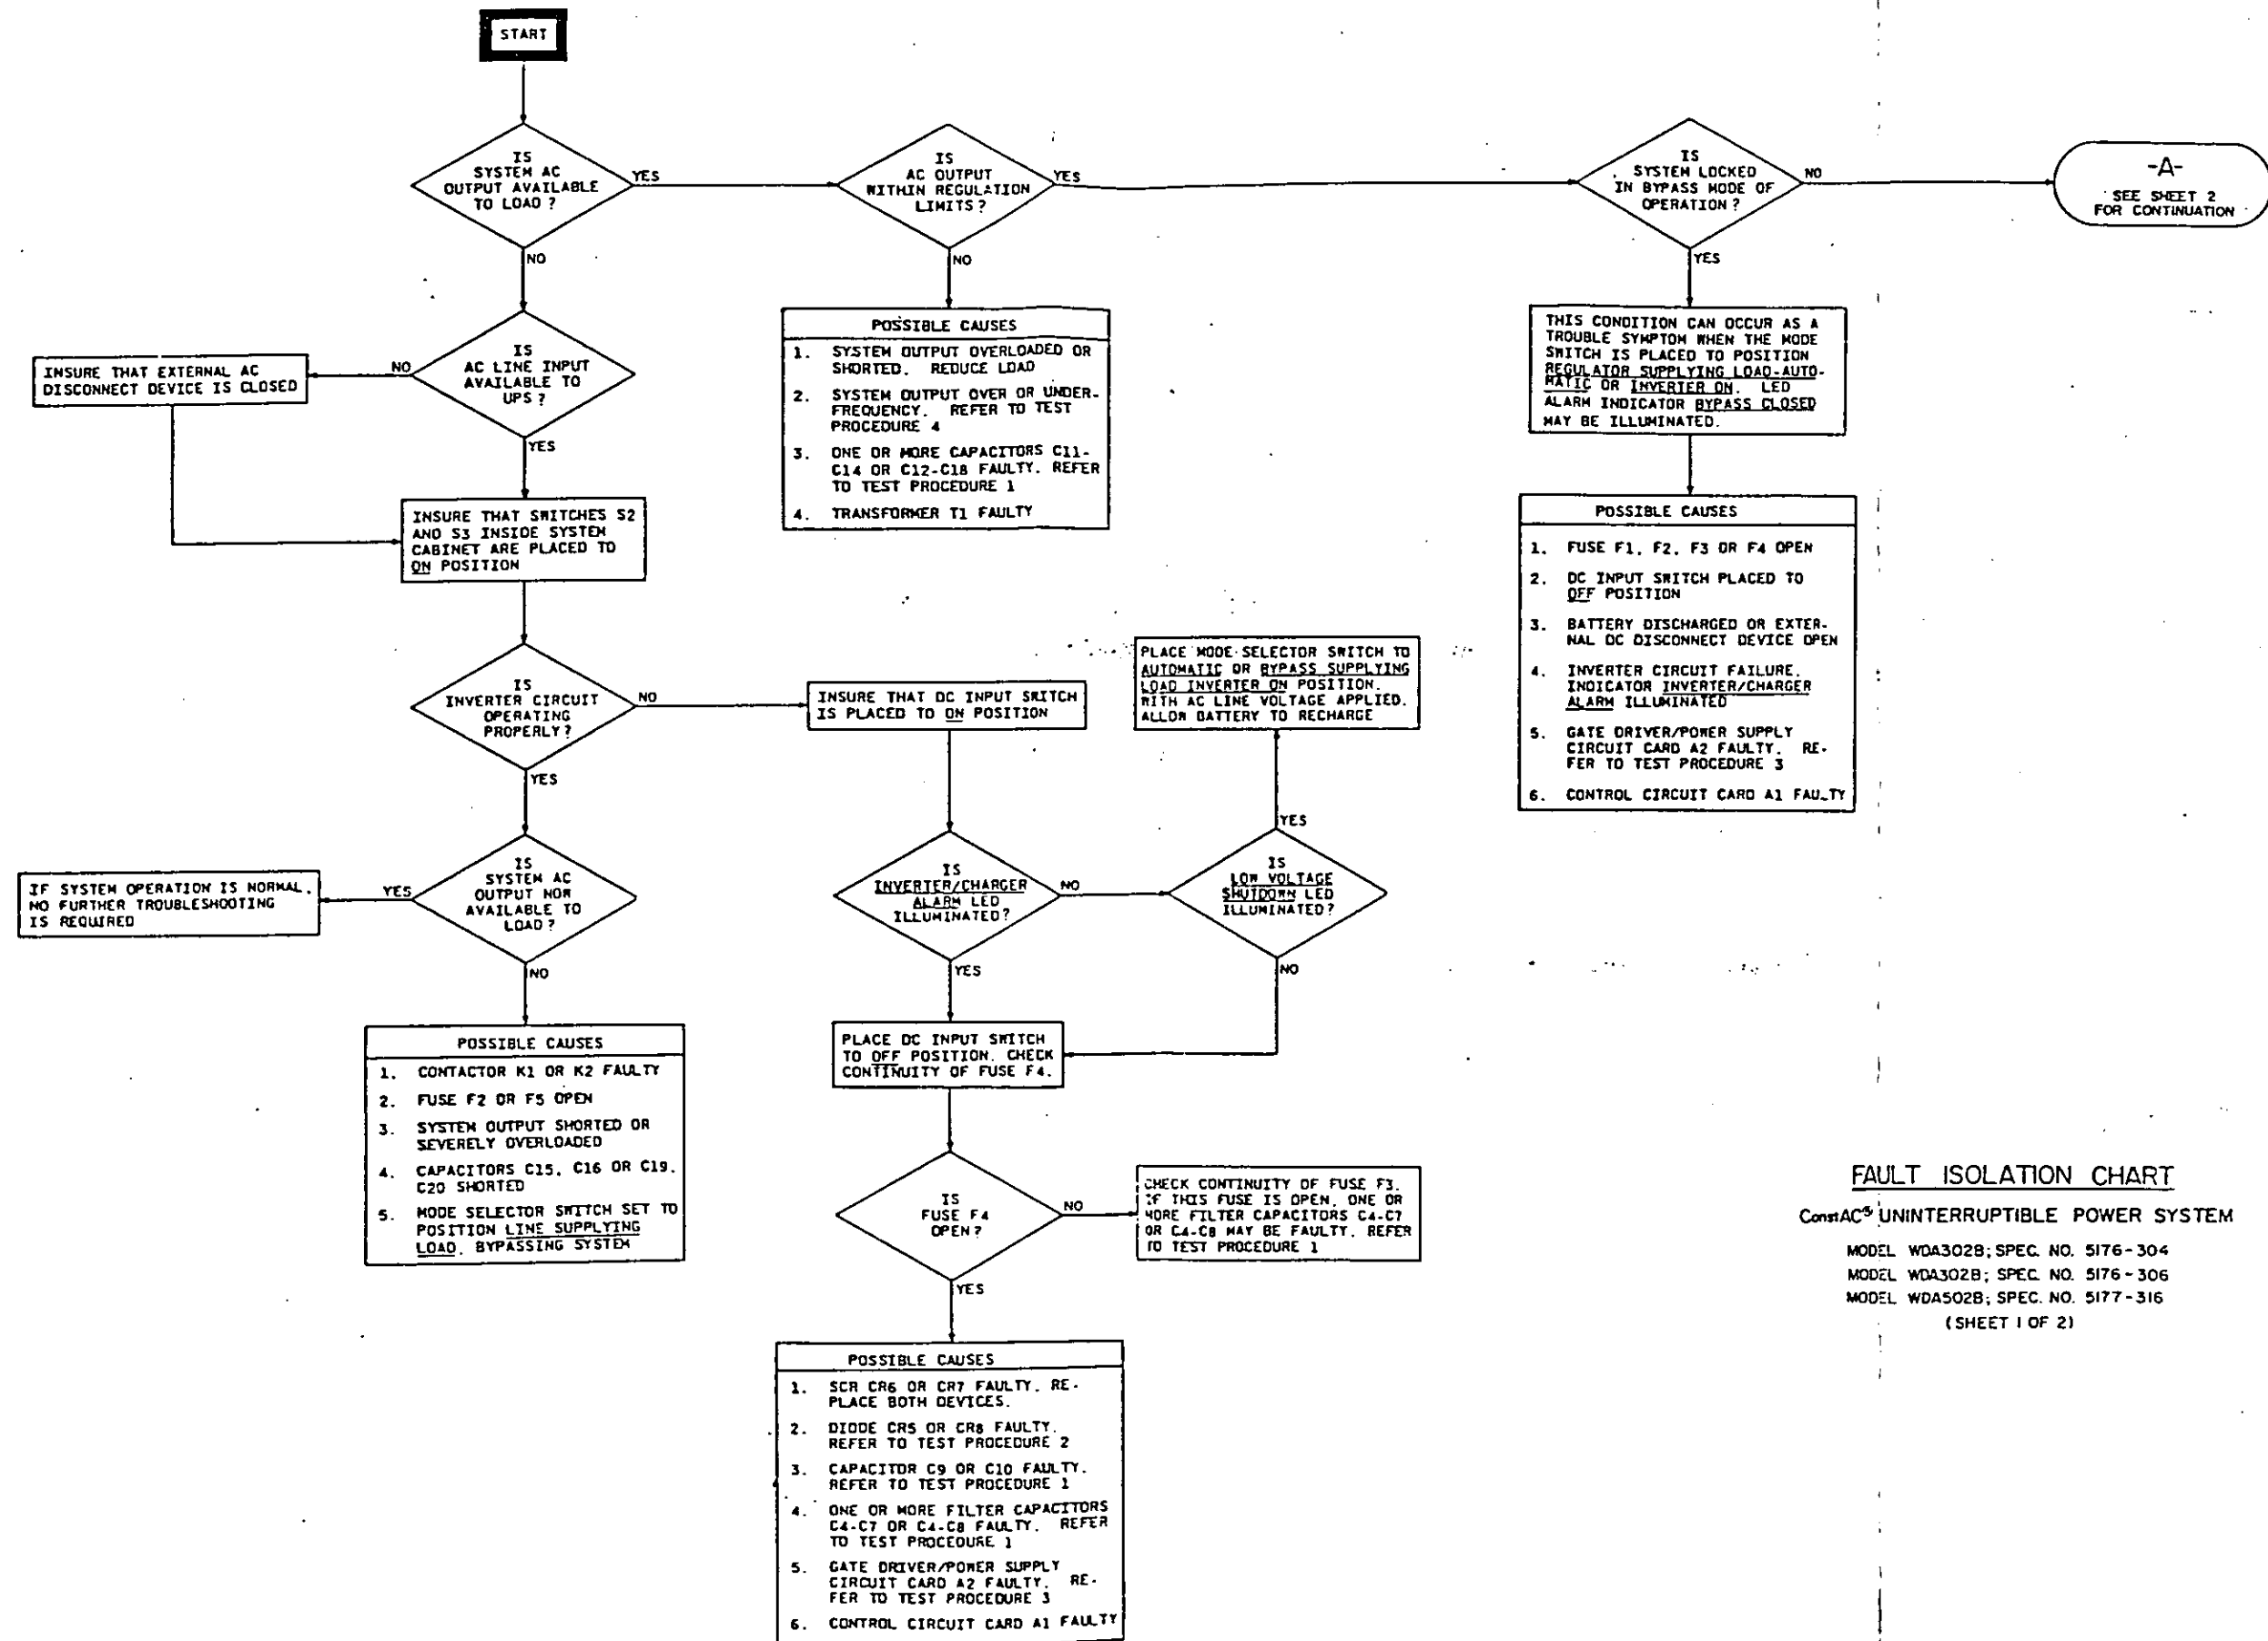 START
IS
SYSTEM AC
OUTPUT AVAILABLE
TO LOAD?
YES
NO
IS
AC OUTPUT
WITHIN REGULATION
LIMITS?
YES
NO
IS
SYSTEM LOCKED
IN BYPASS MODE OF
OPERATION?
NO
YES
-A-
SEE SHEET 2
FOR CONTINUATION
IS
AC LINE INPUT
AVAILABLE TO
UPS?
NO
YES
INSURE THAT EXTERNAL AC
DISCONNECT DEVICE IS CLOSED
POSSIBLE CAUSES
1. SYSTEM OUTPUT OVERLOADED OR
SHORTED. REDUCE LOAD
2. SYSTEM OUTPUT OVER OR UNDER-
FREQUENCY. REFER TO TEST
PROCEDURE 4
3. ONE OR MORE CAPACITORS C11-
C14 OR C12-C18 FAULTY. REFER
TO TEST PROCEDURE 1
4. TRANSFORMER T1 FAULTY
THIS CONDITION CAN OCCUR AS A
TROUBLE SYMPTOM WHEN THE MODE
SWITCH IS PLACED TO POSITION
REGULATOR SUPPLYING LOAD-AUTO-
MATIC OR INVERTER ON. LED
ALARM INDICATOR BYPASS CLOSED
MAY BE ILLUMINATED.
POSSIBLE CAUSES
1. FUSE F1, F2, F3 OR F4 OPEN
2. DC INPUT SWITCH PLACED TO
OFF POSITION
3. BATTERY DISCHARGED OR EXTER-
NAL DC DISCONNECT DEVICE OPEN
4. INVERTER CIRCUIT FAILURE.
INDICATOR INVERTER/CHARGER
ALARM ILLUMINATED
5. GATE DRIVER/POWER SUPPLY
CIRCUIT CARD A2 FAULTY. RE-
FER TO TEST PROCEDURE 3
6. CONTROL CIRCUIT CARD A1 FAULTY
INSURE THAT SWITCHES S2
AND S3 INSIDE SYSTEM
CABINET ARE PLACED TO
ON POSITION
IS
INVERTER CIRCUIT
OPERATING
PROPERLY?
NO
YES
INSURE THAT DC INPUT SWITCH
IS PLACED TO ON POSITION
PLACE MODE SELECTOR SWITCH TO
AUTOMATIC OR BYPASS SUPPLYING
LOAD INVERTER ON POSITION.
WITH AC LINE VOLTAGE APPLIED.
ALLOW BATTERY TO RECHARGE
IS
SYSTEM AC
OUTPUT NOW
AVAILABLE TO
LOAD?
YES
NO
IF SYSTEM OPERATION IS NORMAL.
NO FURTHER TROUBLESHOOTING
IS REQUIRED
IS
INVERTER/CHARGER
ALARM LED
ILLUMINATED?
NO
YES
IS
LOW VOLTAGE
SHUTDOWN LED
ILLUMINATED?
YES
NO
POSSIBLE CAUSES
1. CONTACTOR K1 OR K2 FAULTY
2. FUSE F2 OR F5 OPEN
3. SYSTEM OUTPUT SHORTED OR
SEVERELY OVERLOADED
4. CAPACITORS C15, C16 OR C19,
C20 SHORTED
5. MODE SELECTOR SWITCH SET TO
POSITION LINE SUPPLYING
LOAD, BYPASSING SYSTEM
PLACE DC INPUT SWITCH
TO OFF POSITION. CHECK
CONTINUITY OF FUSE F4.
IS
FUSE F4
OPEN?
NO
YES
CHECK CONTINUITY OF FUSE F3.
IF THIS FUSE IS OPEN, ONE OR
MORE FILTER CAPACITORS C4-C7
OR C4-C8 MAY BE FAULTY. REFER
TO TEST PROCEDURE 1
POSSIBLE CAUSES
1. SCR CR6 OR CR7 FAULTY. RE-
PLACE BOTH DEVICES.
2. DIODE CR5 OR CR8 FAULTY.
REFER TO TEST PROCEDURE 2
3. CAPACITOR C9 OR C10 FAULTY.
REFER TO TEST PROCEDURE 1
4. ONE OR MORE FILTER CAPACITORS
C4-C7 OR C4-C8 FAULTY. REFER
TO TEST PROCEDURE 1
5. GATE DRIVER/POWER SUPPLY
CIRCUIT CARD A2 FAULTY. RE-
FER TO TEST PROCEDURE 3
6. CONTROL CIRCUIT CARD A1 FAULTY
FAULT ISOLATION CHART
ConstAC UNINTERRUPTIBLE POWER SYSTEM
MODEL WDA302B; SPEC. NO. 5176-304
MODEL WDA302B; SPEC. NO. 5176-306
MODEL WDA502B; SPEC. NO. 5177-316
(SHEET 1 OF 2)